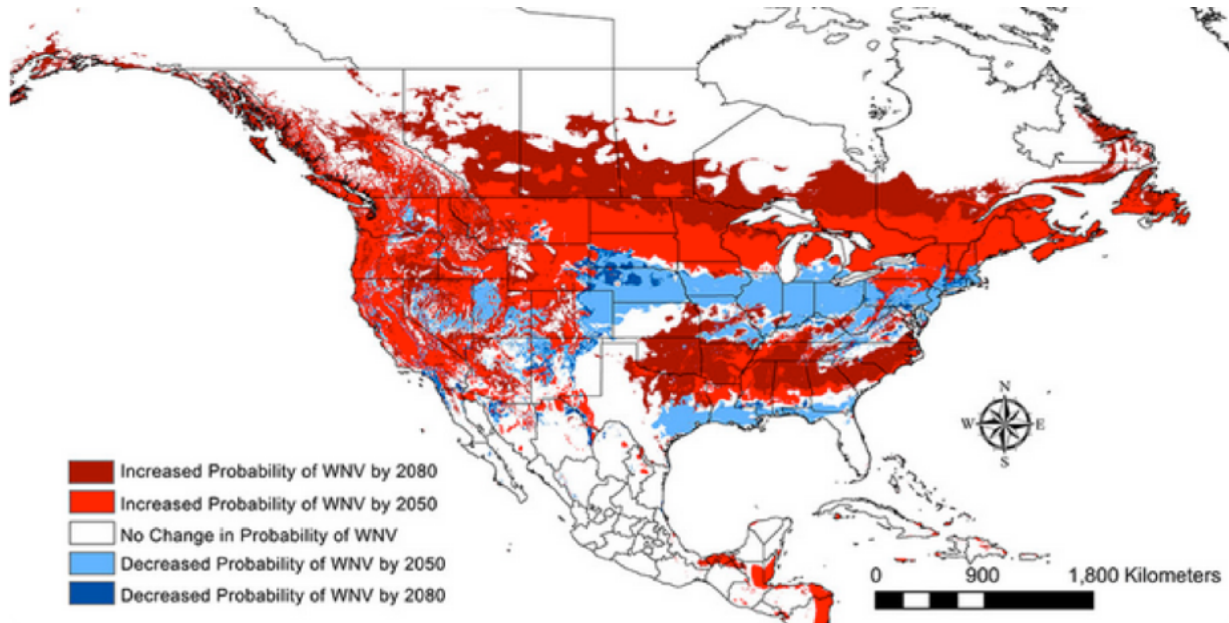 N
W
E
S
Increased Probability of WNV by 2080
Increased Probability of WNV by 2050
No Change in Probability of WNV
Decreased Probability of WNV by 2050
Decreased Probability of WNV by 2080
0 900 1,800 Kilometers